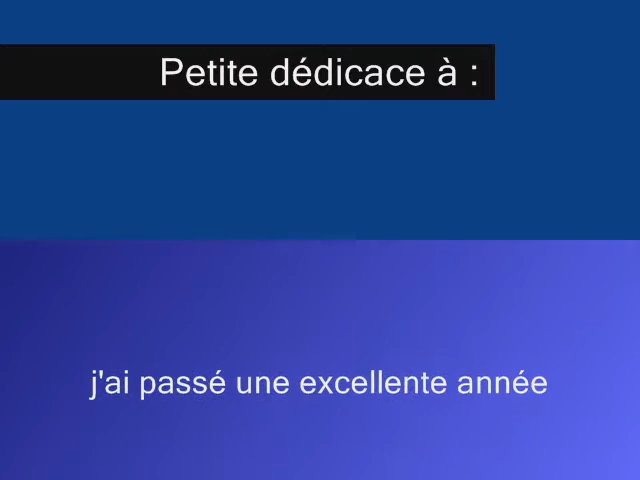 Petite dédicace à :
j'ai passé une excellente année